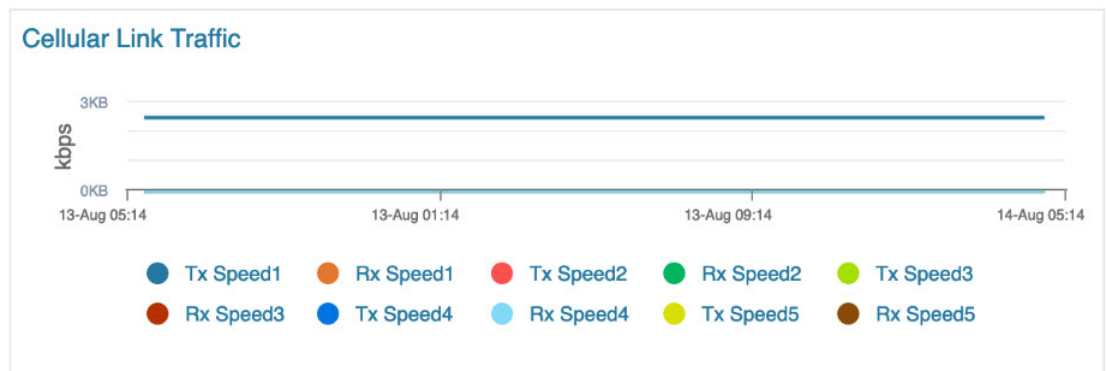 Cellular Link Traffic
3KB
kbps
0KB
13-Aug 05:14 13-Aug 01:14 13-Aug 09:14 14-Aug 05:14
Tx Speed1 Rx Speed1 Tx Speed2 Rx Speed2 Tx Speed3
Rx Speed3 Tx Speed4 Rx Speed4 Tx Speed5 Rx Speed5